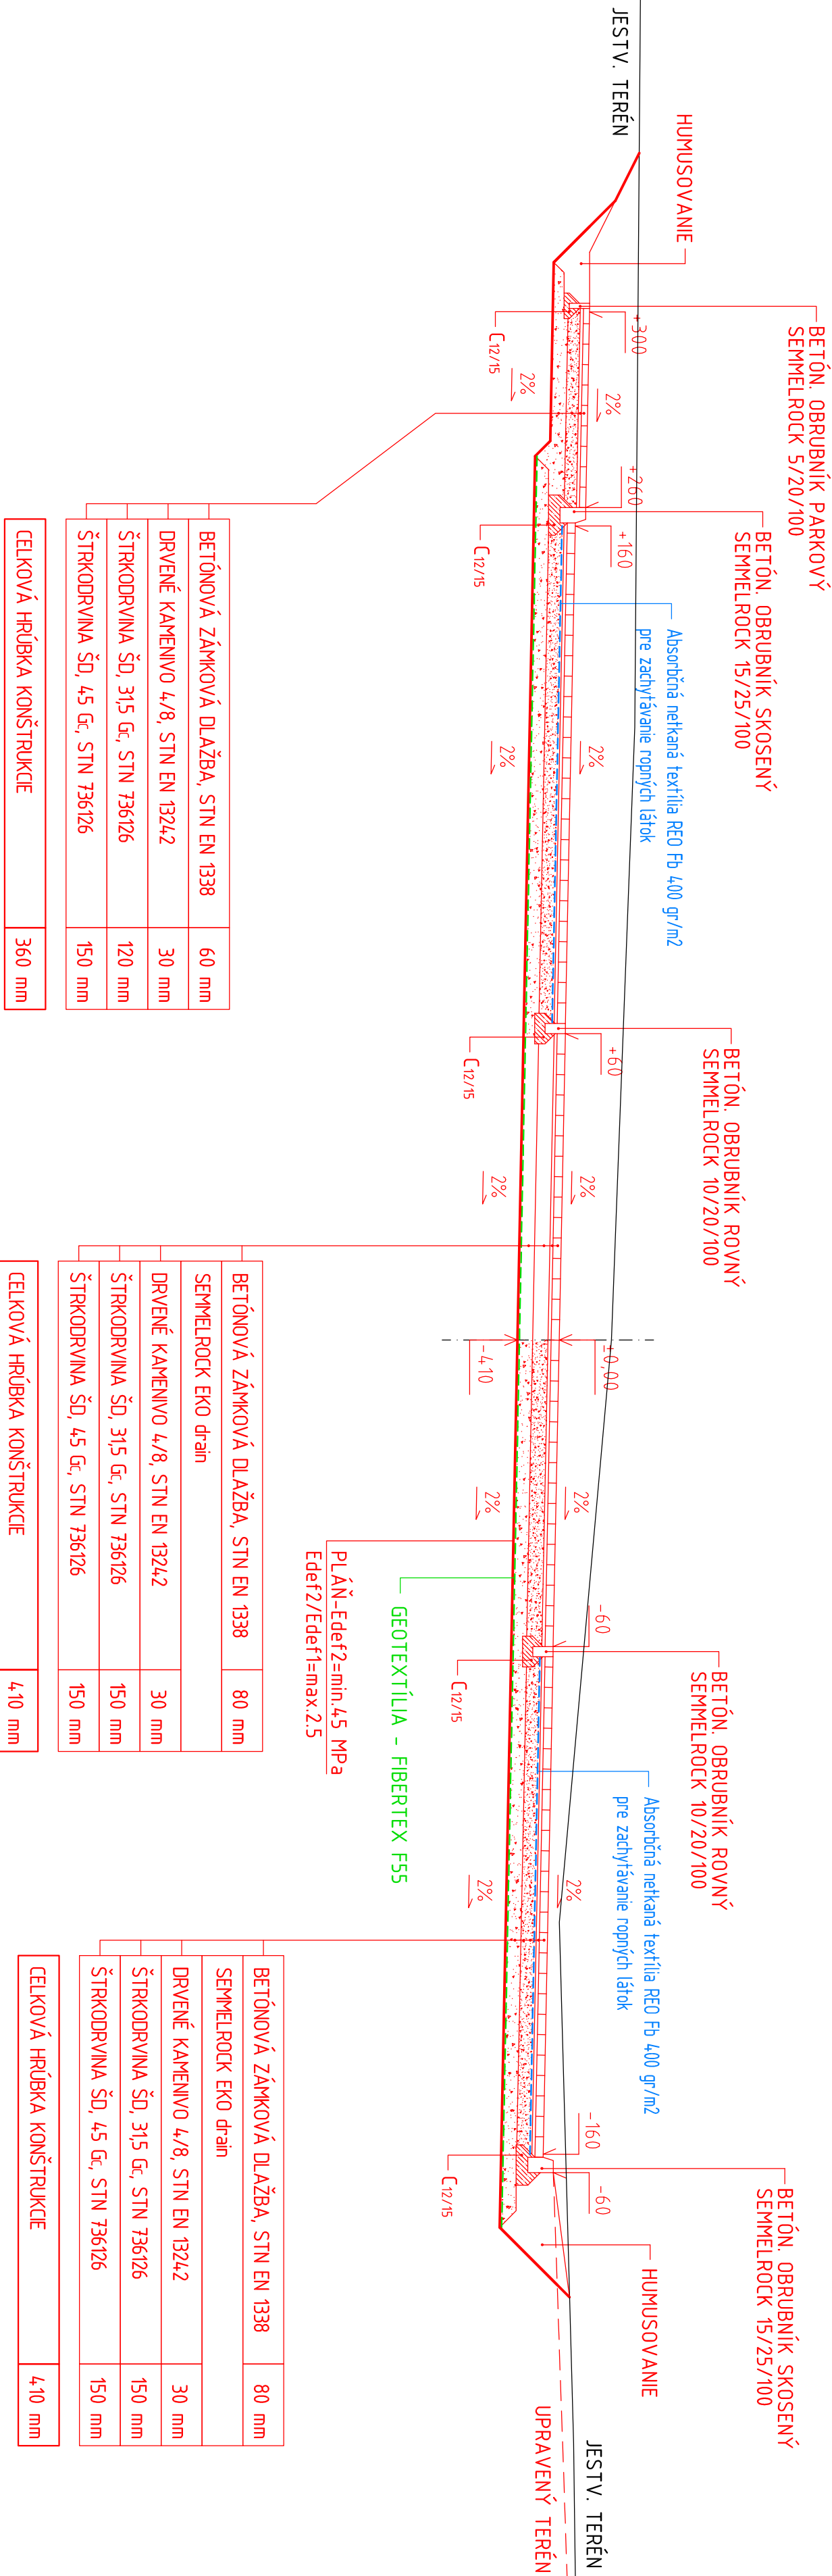 JESTV. TERÉN
HUMUSOVANIE
BETÓN. OBRUBNÍK PARKOVÝ
SEMMELROCK 5/20/100
+300
C12/15
2%
2%
+260
BETÓN. OBRUBNÍK SKOSENÝ
SEMMELROCK 15/25/100
+160
C12/15
Absorbčná netkaná textília REO Fb 400 gr/m2
pre zachytávanie ropných látok
2%
2%
BETÓN. OBRUBNÍK ROVNÝ
SEMMELROCK 10/20/100
+60
C12/15
2%
2%
±0,00
-410
2%
2%
PLÁŇ-Edef2=min.45 MPa
Edef2/Edef1=max.2.5
GEOTEXTÍLIA - FIBERTEX F55
-60
BETÓN. OBRUBNÍK ROVNÝ
SEMMELROCK 10/20/100
C12/15
Absorbčná netkaná textília REO Fb 400 gr/m2
pre zachytávanie ropných látok
2%
2%
-160
BETÓN. OBRUBNÍK SKOSENÝ
SEMMELROCK 15/25/100
-60
C12/15
HUMUSOVANIE
JESTV. TERÉN
UPRAVENÝ TERÉN
BETÓNOVÁ ZÁMKOVÁ DLAŽBA, STN EN 1338 60 mm
DRVENÉ KAMENIVO 4/8, STN EN 13242 30 mm
ŠTRKODRVINA ŠD, 31,5 Gc, STN 736126 120 mm
ŠTRKODRVINA ŠD, 45 Gc, STN 736126 150 mm
CELKOVÁ HRÚBKA KONŠTRUKCIE 360 mm
BETÓNOVÁ ZÁMKOVÁ DLAŽBA, STN EN 1338 80 mm
SEMMELROCK EKO drain
DRVENÉ KAMENIVO 4/8, STN EN 13242 30 mm
ŠTRKODRVINA ŠD, 31,5 Gc, STN 736126 150 mm
ŠTRKODRVINA ŠD, 45 Gc, STN 736126 150 mm
CELKOVÁ HRÚBKA KONŠTRUKCIE 410 mm
BETÓNOVÁ ZÁMKOVÁ DLAŽBA, STN EN 1338 80 mm
SEMMELROCK EKO drain
DRVENÉ KAMENIVO 4/8, STN EN 13242 30 mm
ŠTRKODRVINA ŠD, 31,5 Gc, STN 736126 150 mm
ŠTRKODRVINA ŠD, 45 Gc, STN 736126 150 mm
CELKOVÁ HRÚBKA KONŠTRUKCIE 410 mm